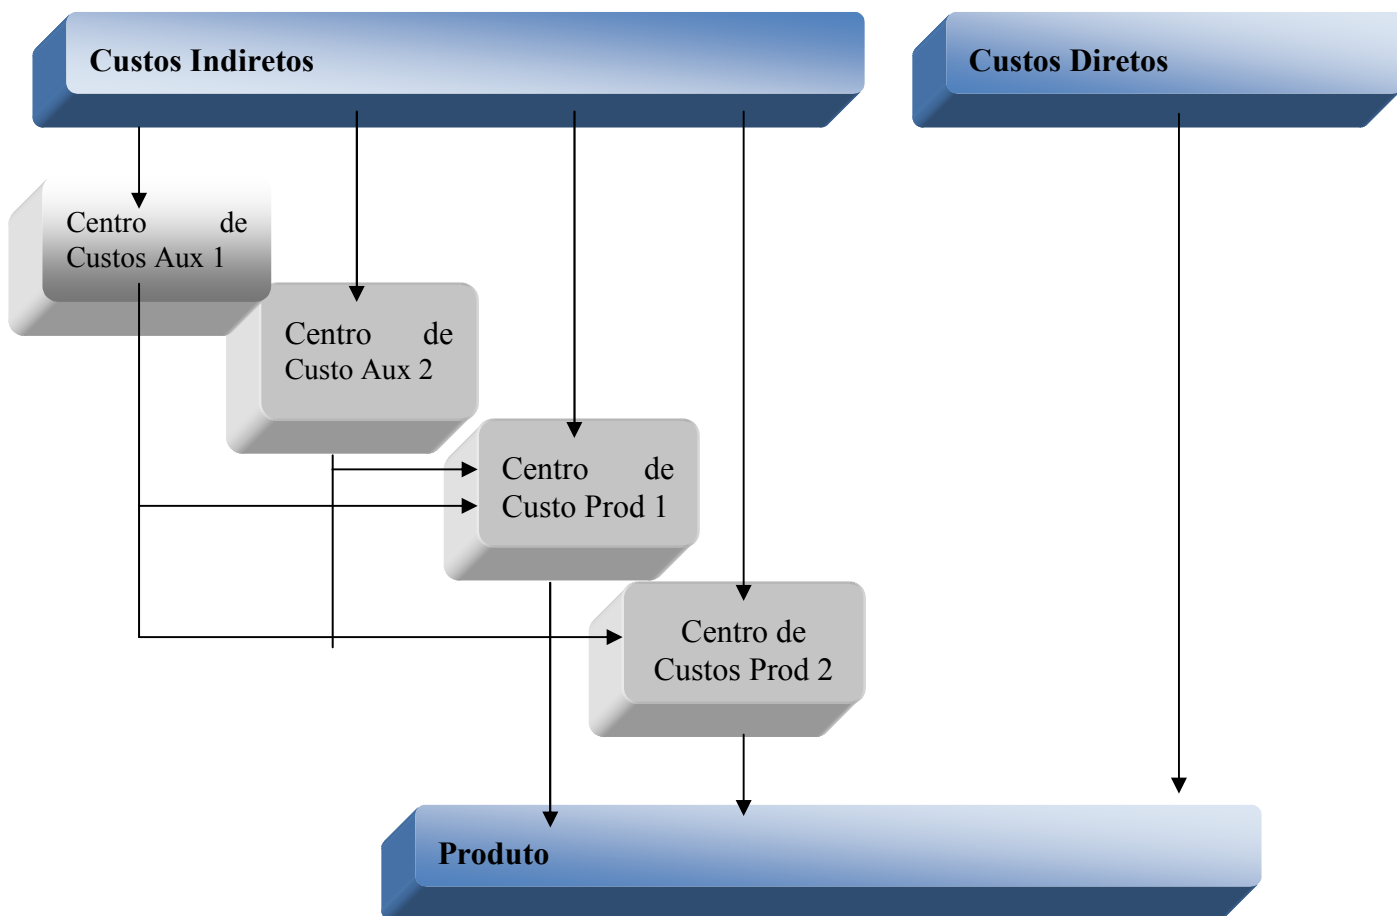 Custos Indiretos
Custos Diretos
Centro de
Custos Aux 1
Centro de
Custo Aux 2
Centro de
Custo Prod 1
Centro de
Custos Prod 2
Produto